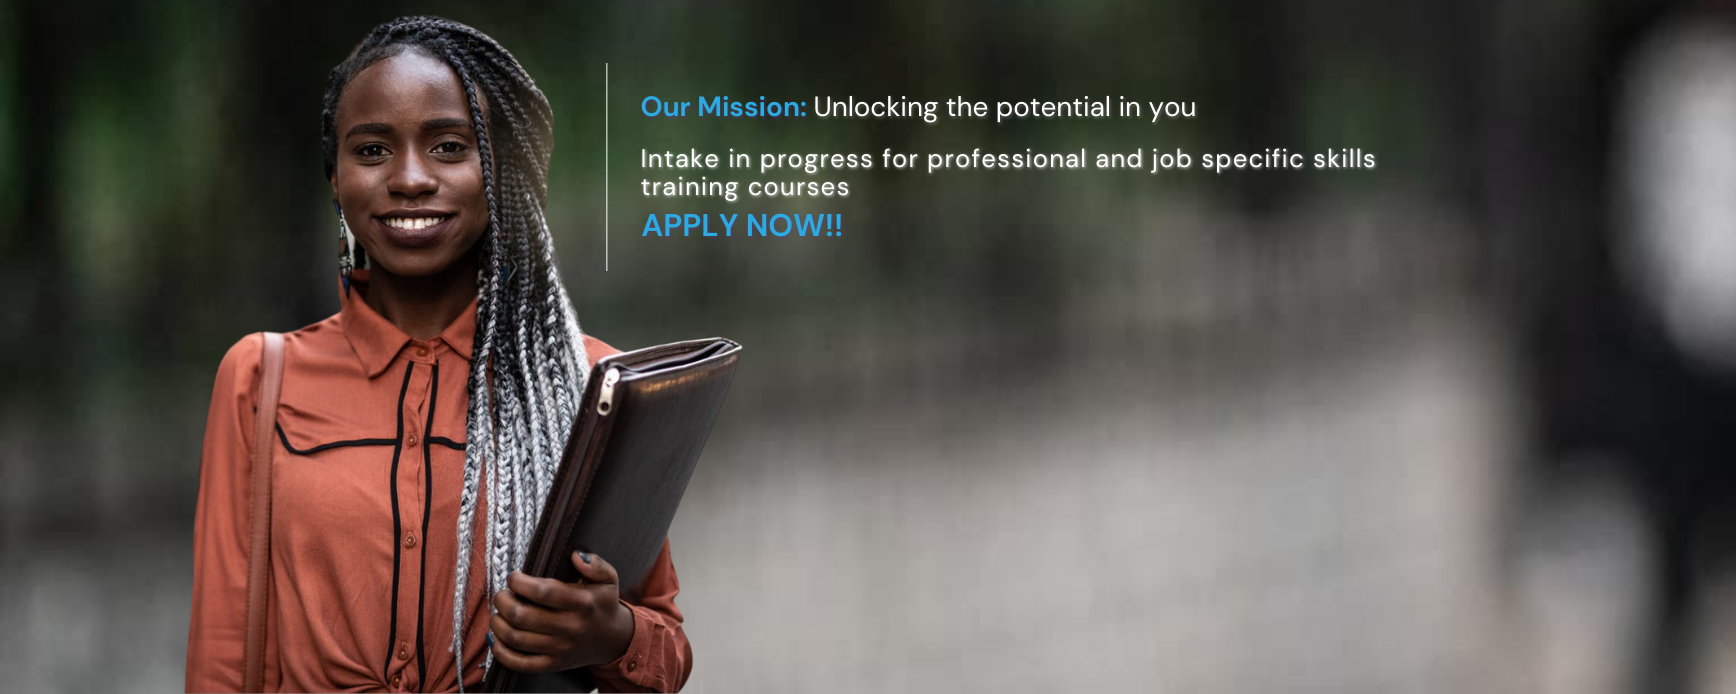 Our Mission: Unlocking the potential in you
Intake in progress for professional and job specific skills
training courses
APPLY NOW!!